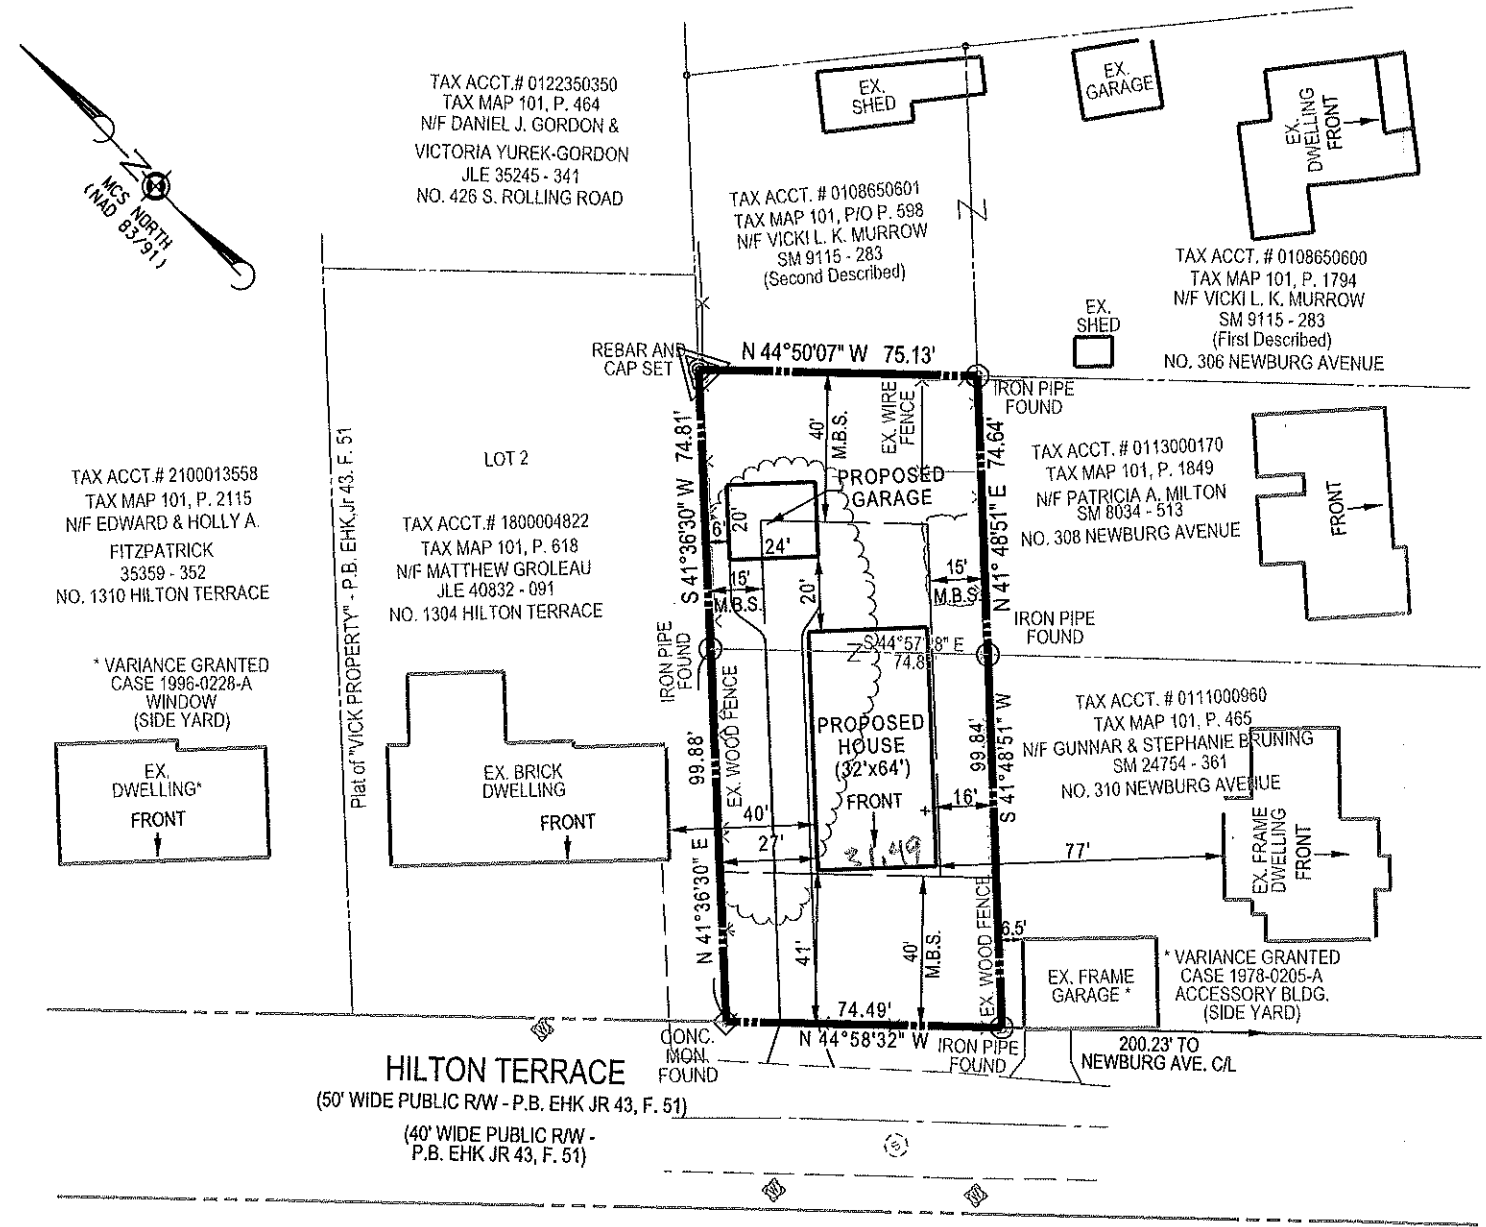 TAX ACCT.# 0122350350
TAX MAP 101, P. 464
N/F DANIEL J. GORDON &
VICTORIA YUREK-GORDON
JLE 35245 - 341
NO. 426 S. ROLLING ROAD
N
MCS NORTH
(NAD 83/91)
EX.
SHED
EX.
GARAGE
EX.
DWELLING
FRONT
TAX ACCT. # 0108650601
TAX MAP 101, P/O P. 598
N/F VICKI L. K. MURROW
SM 9115 - 283
(Second Described)
Z
TAX ACCT. # 0108650600
TAX MAP 101, P. 1794
N/F VICKI L. K. MURROW
SM 9115 - 283
(First Described)
NO. 306 NEWBURG AVENUE
EX.
SHED
REBAR AND
CAP SET
N 44°50'07" W 75.13'
IRON PIPE
FOUND
S 41°36'30" W 74.81'
40'
M.B.S.
EX. WIRE
FENCE
N 41°48'51" E 74.64'
PROPOSED
GARAGE
6'
20'
24'
15'
M.B.S.
20'
15'
M.B.S.
TAX ACCT. # 0113000170
TAX MAP 101, P. 1849
N/F PATRICIA A. MILTON
SM 8034 - 513
NO. 308 NEWBURG AVENUE
FRONT
Plat of "VICK PROPERTY" - P.B. EHK,Jr 43. F. 51
LOT 2
TAX ACCT.# 2100013558
TAX MAP 101, P. 2115
N/F EDWARD & HOLLY A.
FITZPATRICK
35359 - 352
NO. 1310 HILTON TERRACE
TAX ACCT.# 1800004822
TAX MAP 101, P. 618
N/F MATTHEW GROLEAU
JLE 40832 - 091
NO. 1304 HILTON TERRACE
IRON PIPE
FOUND
IRON PIPE
FOUND
Z
* VARIANCE GRANTED
CASE 1996-0228-A
WINDOW
(SIDE YARD)
EX.
DWELLING*
FRONT
EX. BRICK
DWELLING
FRONT
99.88'
N 41°36'30" E
EX. WOOD FENCE
PROPOSED
HOUSE
(32'x64')
FRONT
31.49
40'
27'
16'
77'
99.84'
S 41°48'51" W
TAX ACCT. # 0111000960
TAX MAP 101, P. 465
N/F GUNNAR & STEPHANIE BRUNING
SM 24754 - 361
NO. 310 NEWBURG AVENUE
EX. FRAME
DWELLING
FRONT
41'
40'
M.B.S.
EX. WOOD FENCE
6.5'
EX. FRAME
GARAGE *
* VARIANCE GRANTED
CASE 1978-0205-A
ACCESSORY BLDG.
(SIDE YARD)
74.49'
N 44°58'32" W
CONC.
MON.
FOUND
IRON PIPE
FOUND
200.23' TO
NEWBURG AVE. C/L
W
HILTON TERRACE
(50' WIDE PUBLIC R/W - P.B. EHK JR 43, F. 51)
(40' WIDE PUBLIC R/W -
P.B. EHK JR 43, F. 51)
S
W
W